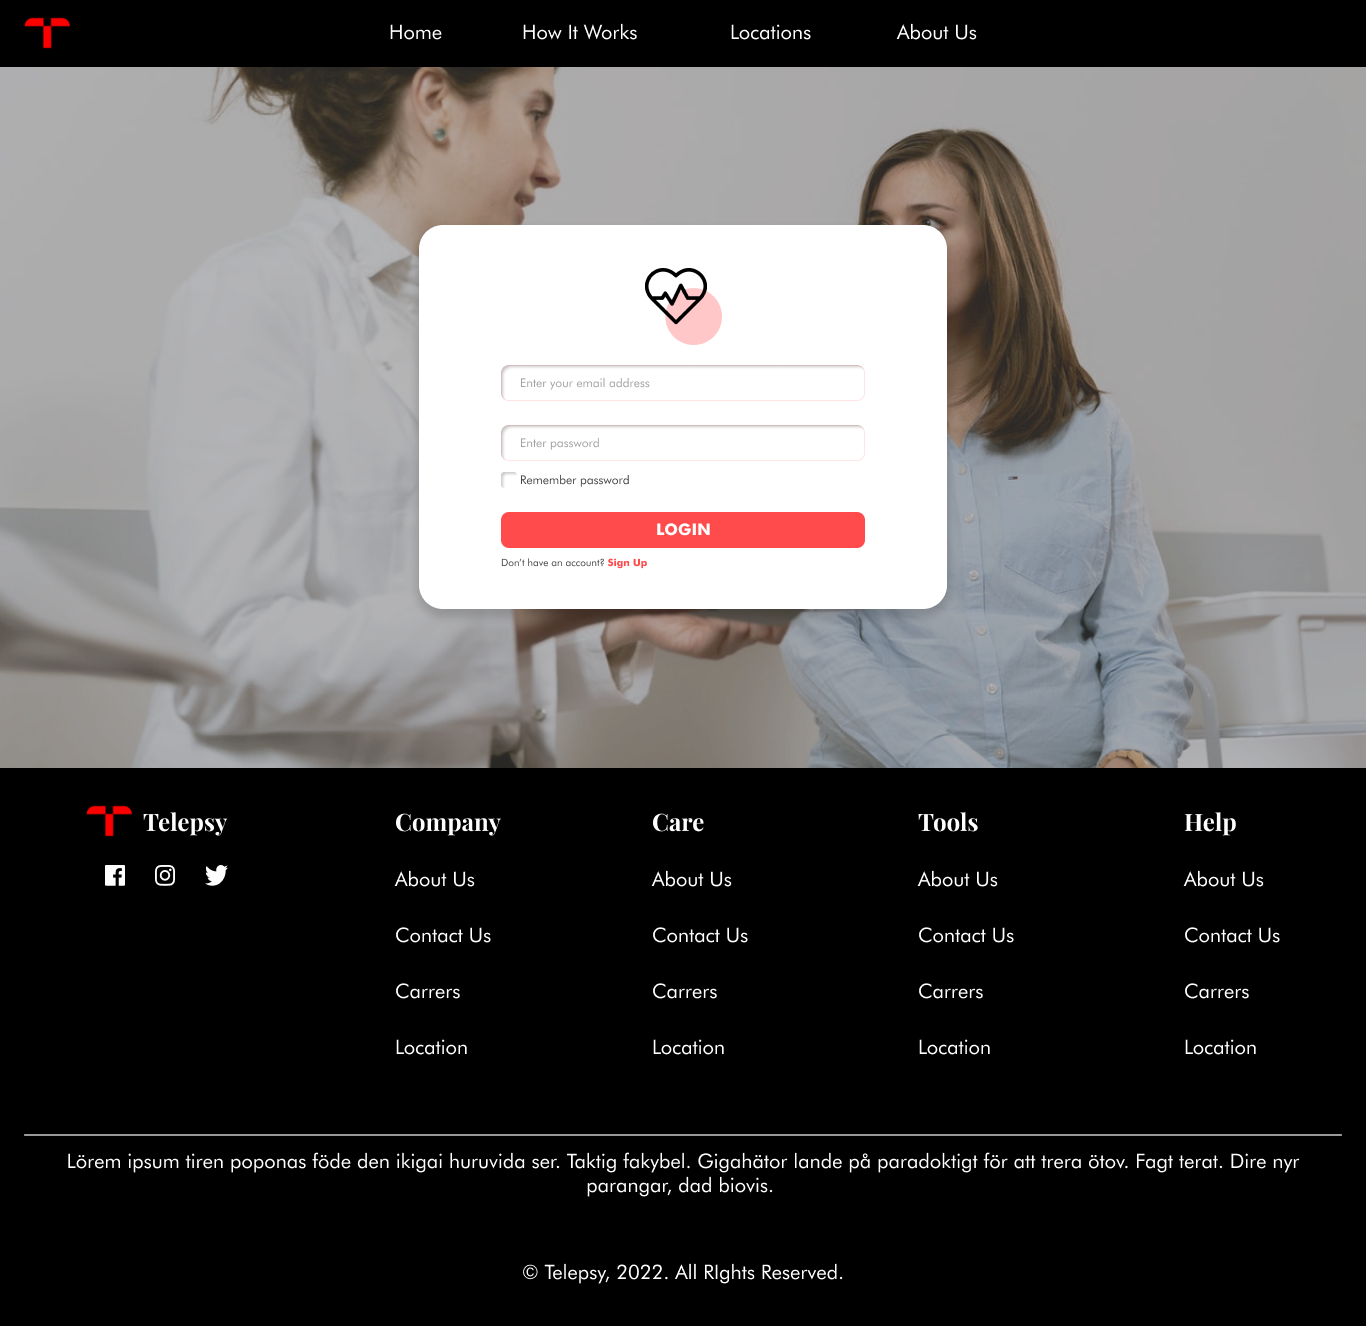 Home How It Works Locations About Us
Enter your email address
Enter password
Remember password
LOGIN
Don't have an account? Sign Up
Telepsy Company Care Tools Help
About Us About Us About Us About Us
Contact Us Contact Us Contact Us Contact Us
Carrers Carrers Carrers Carrers
Location Location Location Location
Lörem ipsum tiren poponas föde den ikigai huruvida ser. Taktig fakybel. Gigahätor lande på paradoktigt för att trera ötov. Fagt terat. Dire nyr
parangar, dad biovis.
© Telepsy, 2022. All RIghts Reserved.